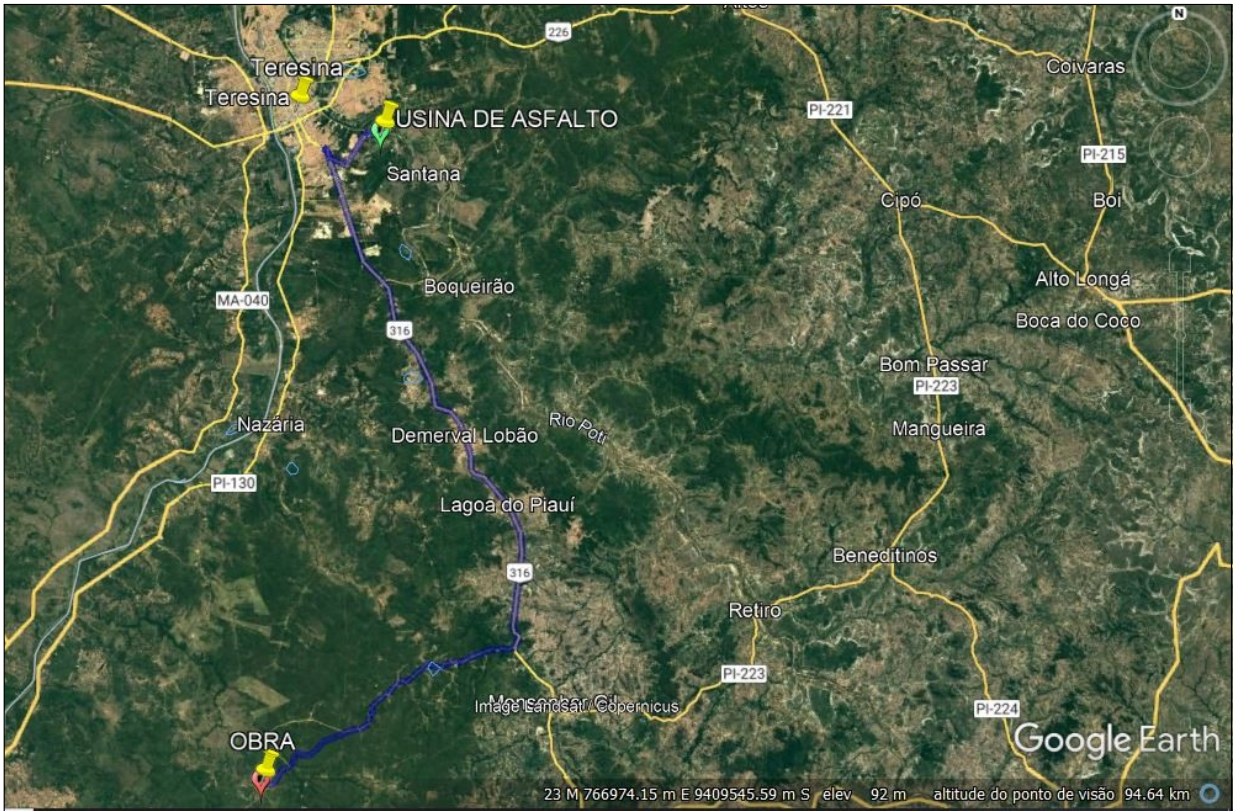 Altos
N
226
Teresina
Coivaras
Teresina
PI-221
USINA DE ASFALTO
PI-215
Santana
Cipó
Boi
Boqueirão
Alto Longá
MA-040
Boca do Coco
316
Bom Passar
PI-223
Nazária
Rio Poti
Mangueira
Demerval Lobão
PI-130
Lagoa do Piauí
Beneditinos
316
Retiro
PI-223
Monsenhor Gil
Image Landsat / Copernicus
PI-224
OBRA
Google Earth
23 M 766974.15 m E 9409545.59 m S elev 92 m altitude do ponto de visão 94.64 km